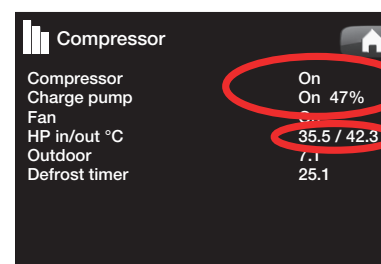 Compressor
Compressor On
Charge pump On 47%
Fan On
HP in/out °C 35.5 / 42.3
Outdoor 7.1
Defrost timer 25.1